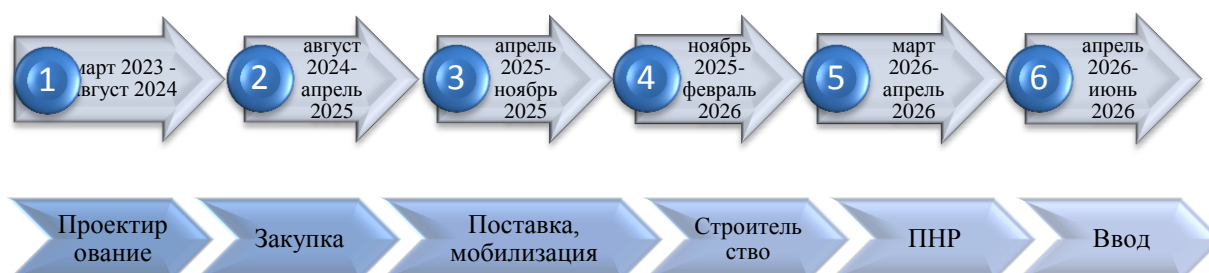 1
март 2023 -
август 2024
2
август
2024-
апрель
2025
3
апрель
2025-
ноябрь
2025
4
ноябрь
2025-
февраль
2026
5
март
2026-
апрель
2026
6
апрель
2026-
июнь
2026
Проектир
ование
Закупка
Поставка,
мобилизация
Строитель
ство
ПНР
Ввод